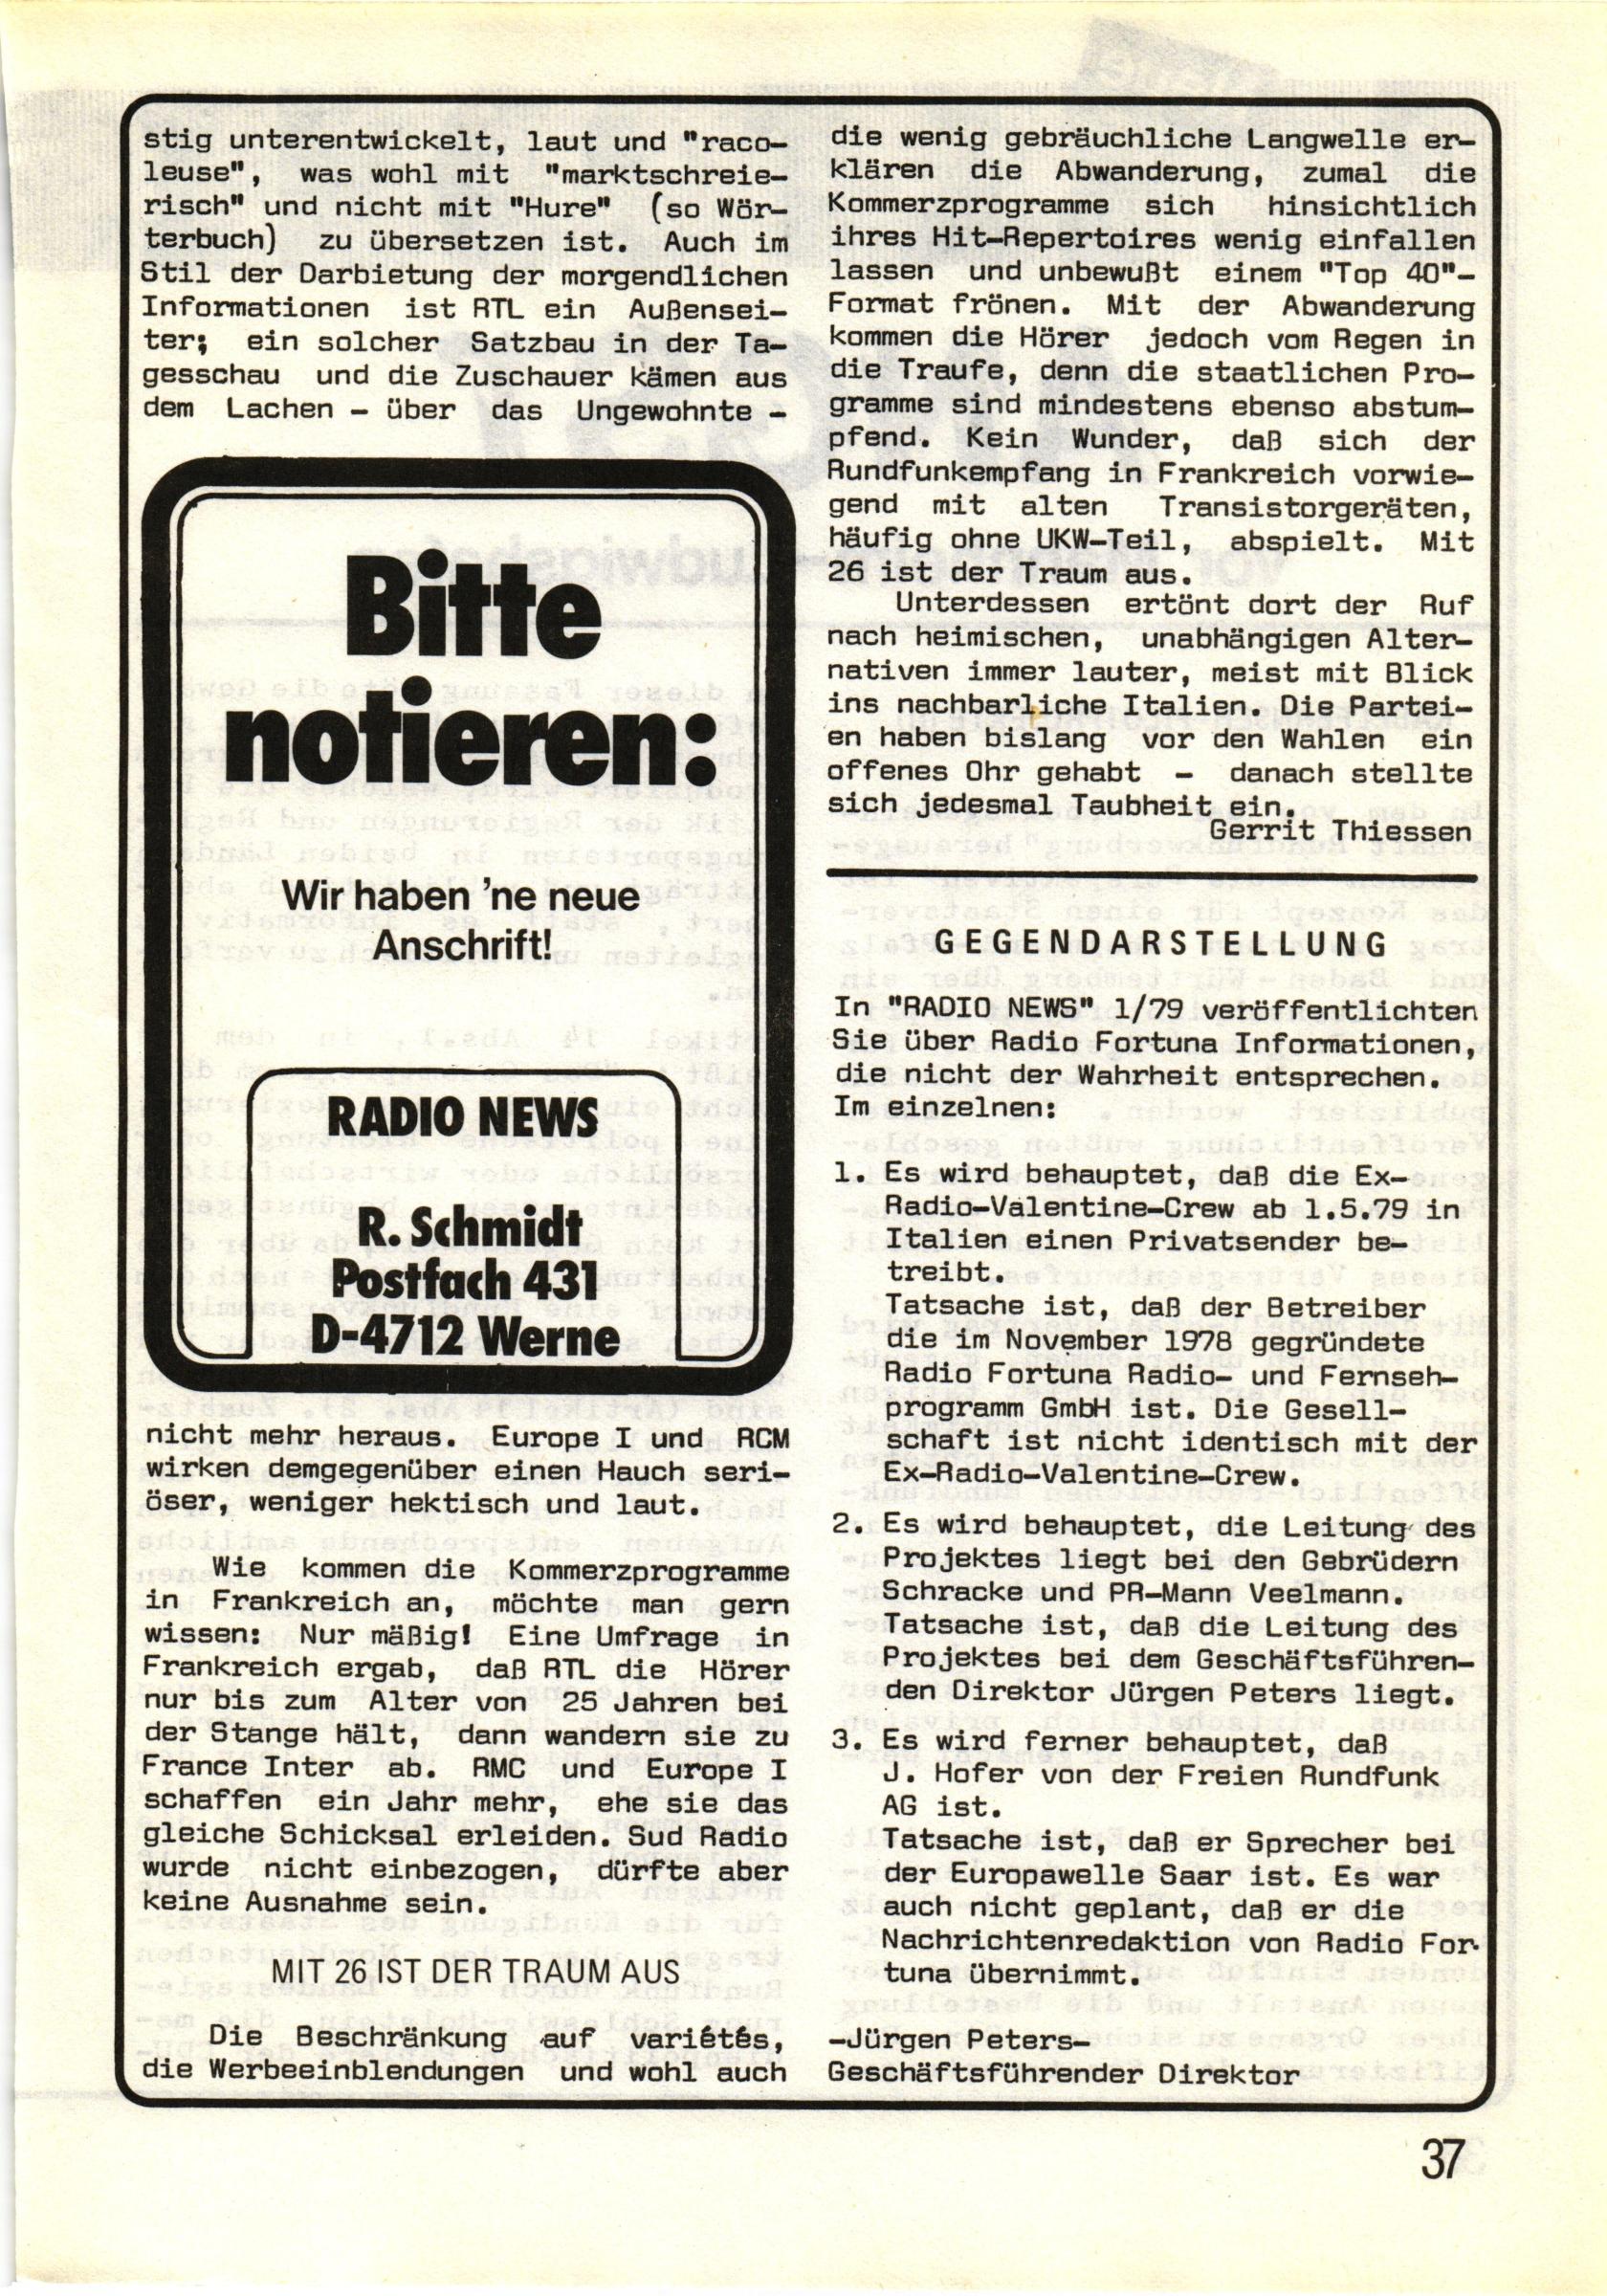 stig unterentwickelt, laut und "raco-
leuse", was wohl mit "marktschreie-
risch" und nicht mit "Hure" (so Wör-
terbuch) zu übersetzen ist. Auch im
Stil der Darbietung der morgendlichen
Informationen ist RTL ein Außensei-
ter; ein solcher Satzbau in der Ta-
gesschau und die Zuschauer kämen aus
dem Lachen - über das Ungewohnte -
Bitte
notieren:
Wir haben 'ne neue
Anschrift!
RADIO NEWS
R. Schmidt
Postfach 431
D-4712 Werne
nicht mehr heraus. Europe I und RCM
wirken demgegenüber einen Hauch seri-
öser, weniger hektisch und laut.
Wie kommen die Kommerzprogramme
in Frankreich an, möchte man gern
wissen: Nur mäßig! Eine Umfrage in
Frankreich ergab, daß RTL die Hörer
nur bis zum Alter von 25 Jahren bei
der Stange hält, dann wandern sie zu
France Inter ab. RMC und Europe I
schaffen ein Jahr mehr, ehe sie das
gleiche Schicksal erleiden. Sud Radio
wurde nicht einbezogen, dürfte aber
keine Ausnahme sein.
MIT 26 IST DER TRAUM AUS
Die Beschränkung auf variétés,
die Werbeeinblendungen und wohl auch
die wenig gebräuchliche Langwelle er-
klären die Abwanderung, zumal die
Kommerzprogramme sich hinsichtlich
ihres Hit-Repertoires wenig einfallen
lassen und unbewußt einem "Top 40"-
Format frönen. Mit der Abwanderung
kommen die Hörer jedoch vom Regen in
die Traufe, denn die staatlichen Pro-
gramme sind mindestens ebenso abstum-
pfend. Kein Wunder, daß sich der
Rundfunkempfang in Frankreich vorwie-
gend mit alten Transistorgeräten,
häufig ohne UKW-Teil, abspielt. Mit
26 ist der Traum aus.
Unterdessen ertönt dort der Ruf
nach heimischen, unabhängigen Alter-
nativen immer lauter, meist mit Blick
ins nachbarliche Italien. Die Partei-
en haben bislang vor den Wahlen ein
offenes Ohr gehabt - danach stellte
sich jedesmal Taubheit ein.
Gerrit Thiessen
GEGENDARSTELLUNG
In "RADIO NEWS" 1/79 veröffentlichten
Sie über Radio Fortuna Informationen,
die nicht der Wahrheit entsprechen.
Im einzelnen:
1. Es wird behauptet, daß die Ex-
Radio-Valentine-Crew ab 1.5.79 in
Italien einen Privatsender be-
treibt.
Tatsache ist, daß der Betreiber
die im November 1978 gegründete
Radio Fortuna Radio- und Fernseh-
programm GmbH ist. Die Gesell-
schaft ist nicht identisch mit der
Ex-Radio-Valentine-Crew.
2. Es wird behauptet, die Leitung des
Projektes liegt bei den Gebrüdern
Schracke und PR-Mann Veelmann.
Tatsache ist, daß die Leitung des
Projektes bei dem Geschäftsführen-
den Direktor Jürgen Peters liegt.
3. Es wird ferner behauptet, daß
J. Hofer von der Freien Rundfunk
AG ist.
Tatsache ist, daß er Sprecher bei
der Europawelle Saar ist. Es war
auch nicht geplant, daß er die
Nachrichtenredaktion von Radio For-
tuna übernimmt.
-Jürgen Peters-
Geschäftsführender Direktor
37